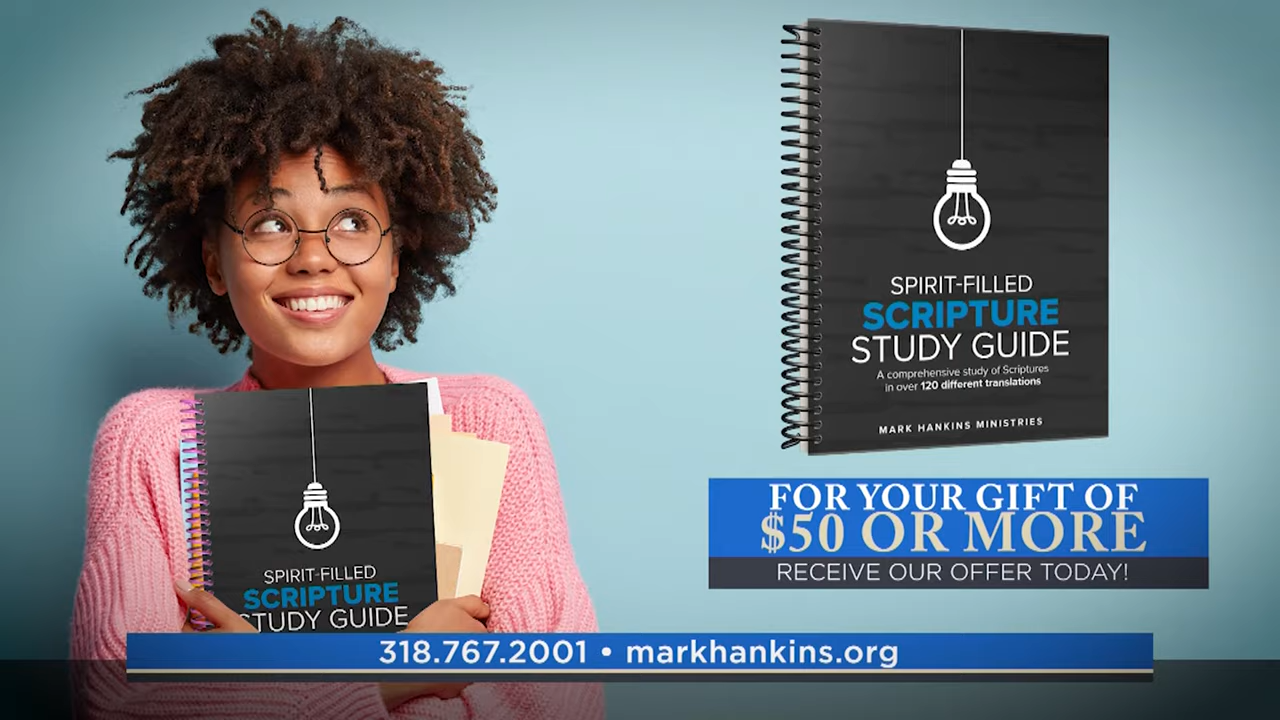 SPIRIT-FILLED
SCRIPTURE
STUDY GUIDE
A comprehensive study of Scriptures
in over 120 different translations
MARK HANKINS MINISTRIES
SPIRIT-FILLED
SCRIPTURE
STUDY GUIDE
FOR YOUR GIFT OF
$50 OR MORE
RECEIVE OUR OFFER TODAY!
318.767.2001 • markhankins.org